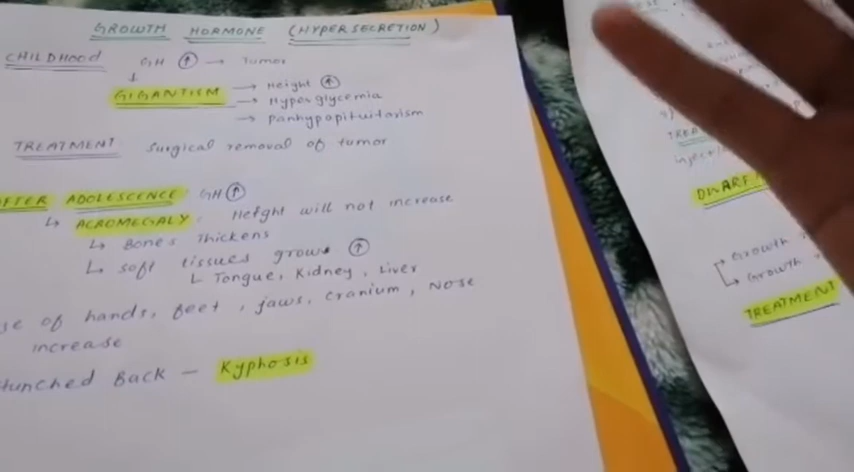 GROWTH HORMONE (HYPERSECRETION)
CHILDHOOD GH ↑ → Tumor
↓
GIGANTISM → Height ↑
→ Hyperglycemia
→ Panhypopituitarism
TREATMENT Surgical removal of tumor
AFTER ADOLESCENCE GH ↑
↳ ACROMEGALY : Height will not increase
↳ Bones Thickens
↳ Soft tissues grows ↑
↳ Tongue, Kidney, Liver
of hands, feet, jaws, cranium, Nose
increase
Hunched Back – Kyphosis
TREA
injec
DWARF
Growth
Growth
TREATMENT